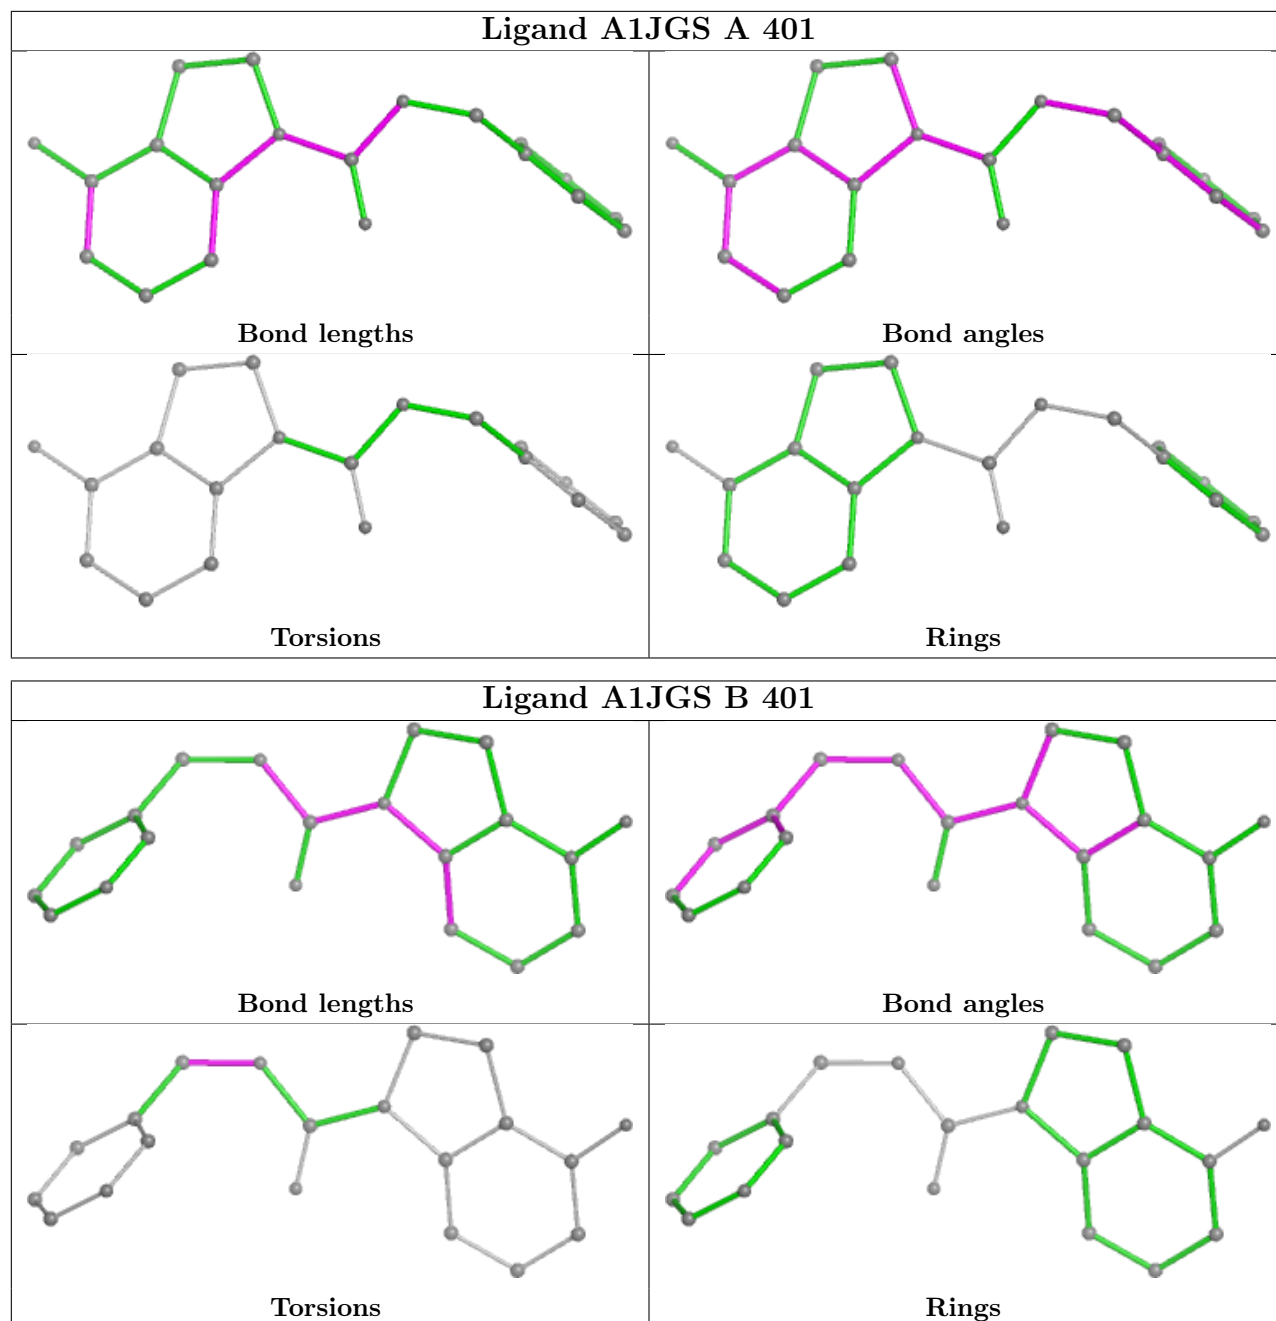 Ligand A1JGS A 401
Bond lengths
Bond angles
Torsions
Rings
Ligand A1JGS B 401
Bond lengths
Bond angles
Torsions
Rings